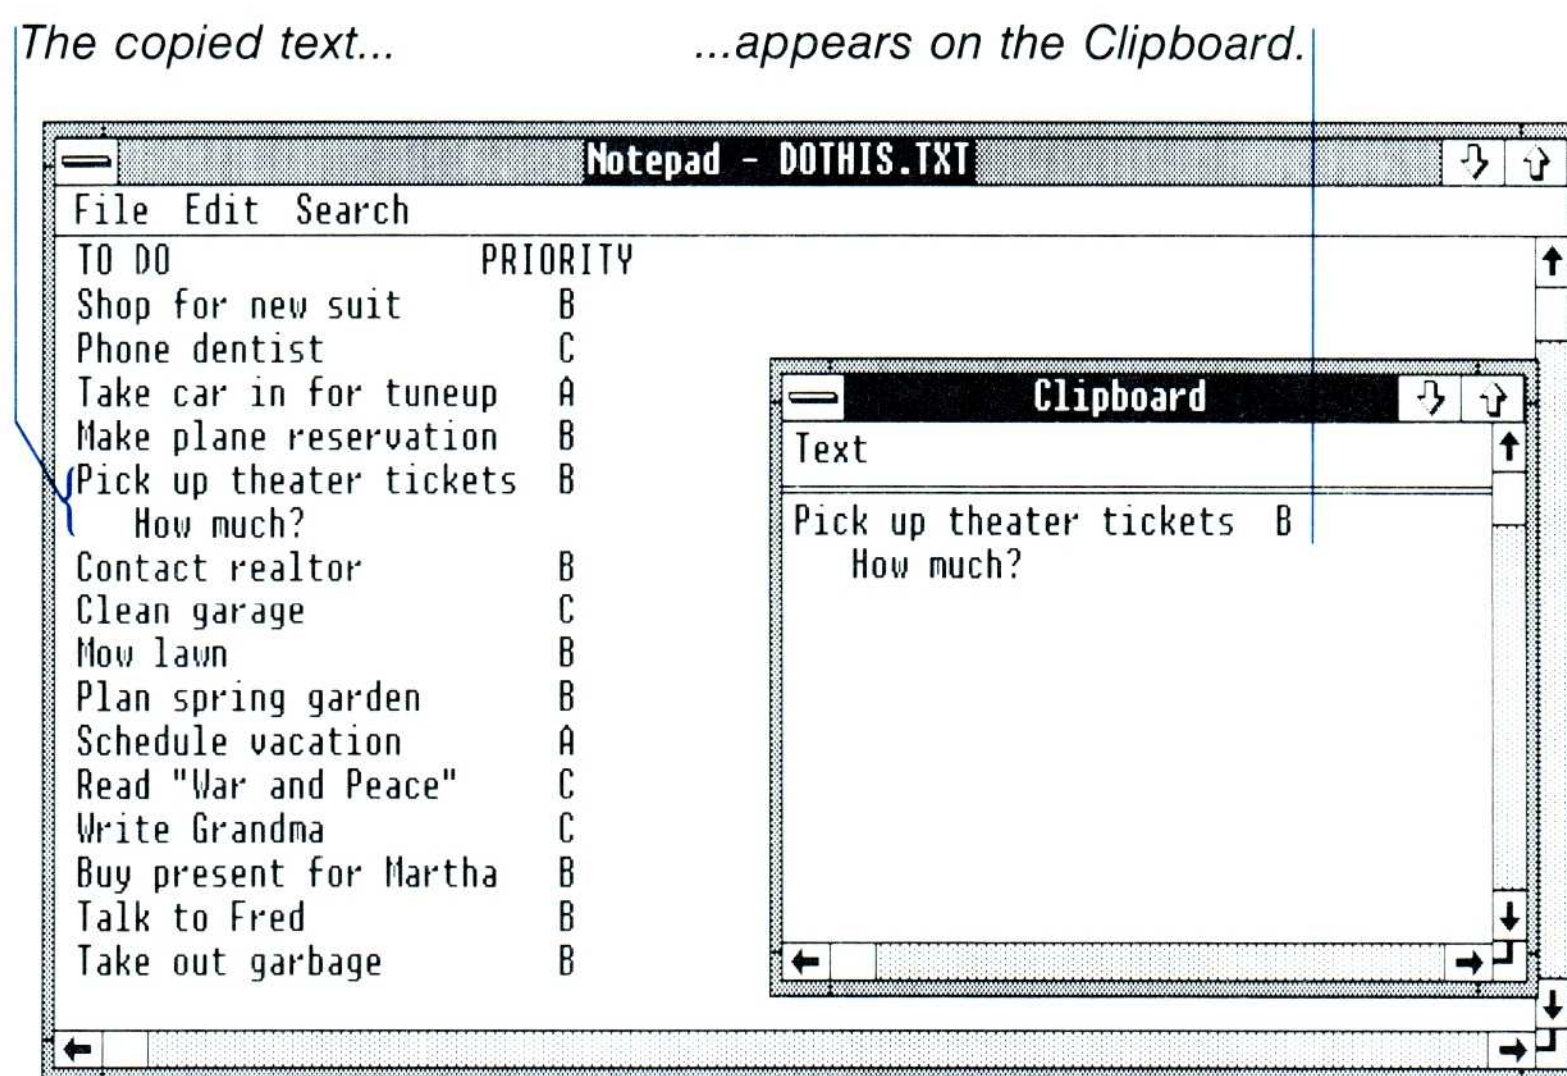 The copied text... ...appears on the Clipboard.
Notepad - DOTHIS.TXT
File Edit Search
TO DO PRIORITY
Shop for new suit B
Phone dentist C
Take car in for tuneup A
Make plane reservation B
Pick up theater tickets B
How much?
Contact realtor B
Clean garage C
Mow lawn B
Plan spring garden B
Schedule vacation A
Read "War and Peace" C
Write Grandma C
Buy present for Martha B
Talk to Fred B
Take out garbage B
Clipboard
Text
Pick up theater tickets B
How much?